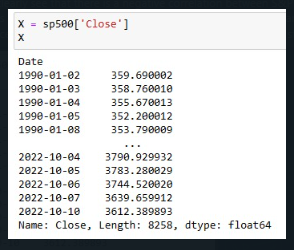 X = sp500['Close']
X
Date
1990-01-02 359.690002
1990-01-03 358.760010
1990-01-04 355.670013
1990-01-05 352.200012
1990-01-08 353.790009
...
2022-10-04 3790.929932
2022-10-05 3783.280029
2022-10-06 3744.520020
2022-10-07 3639.659912
2022-10-10 3612.389893
Name: Close, Length: 8258, dtype: float64